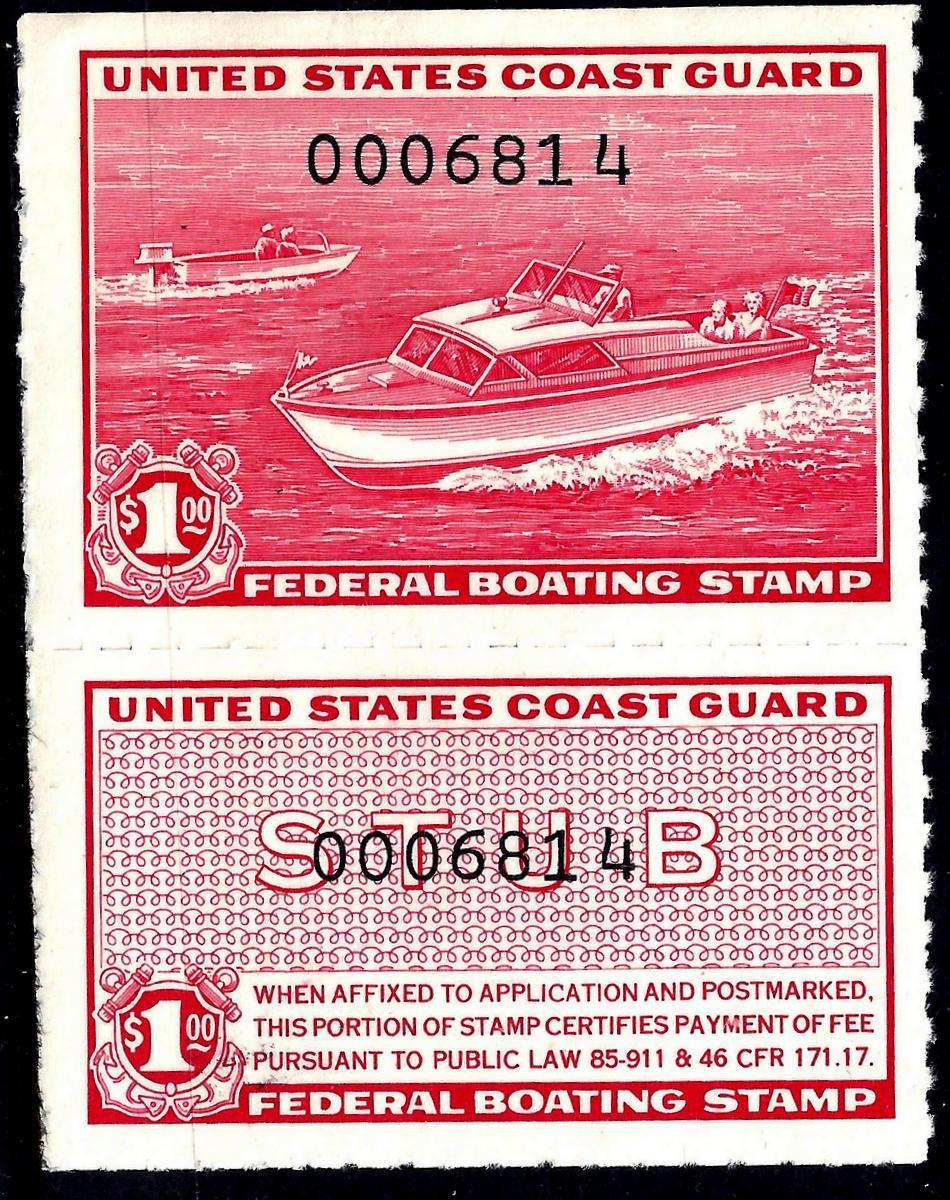 UNITED STATES COAST GUARD
0006814
$1.00
FEDERAL BOATING STAMP
UNITED STATES COAST GUARD
STUB
0006814
WHEN AFFIXED TO APPLICATION AND POSTMARKED,
THIS PORTION OF STAMP CERTIFIES PAYMENT OF FEE
PURSUANT TO PUBLIC LAW 85-911 & 46 CFR 171.17.
$1.00
FEDERAL BOATING STAMP